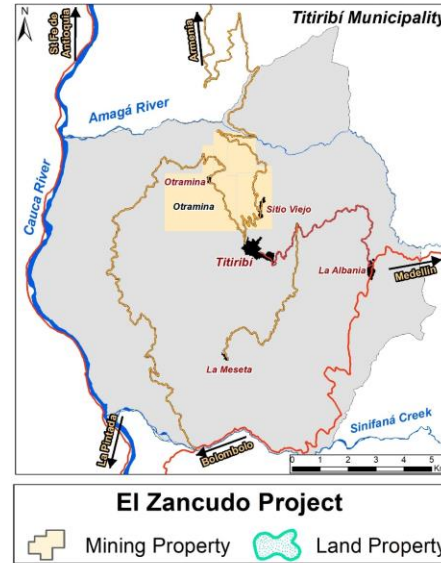 Titiribí Municipality
N
St Fe de
Antioquia
Armenia
Amagá River
Cauca River
Otramina
Otramina
Sitio Viejo
Titiribí
La Albania
Medellín
La Meseta
Sinifaná Creek
La Pintada
Bolombolo
0 1 2 3 4 5
El Zancudo Project
Mining Property
Land Property